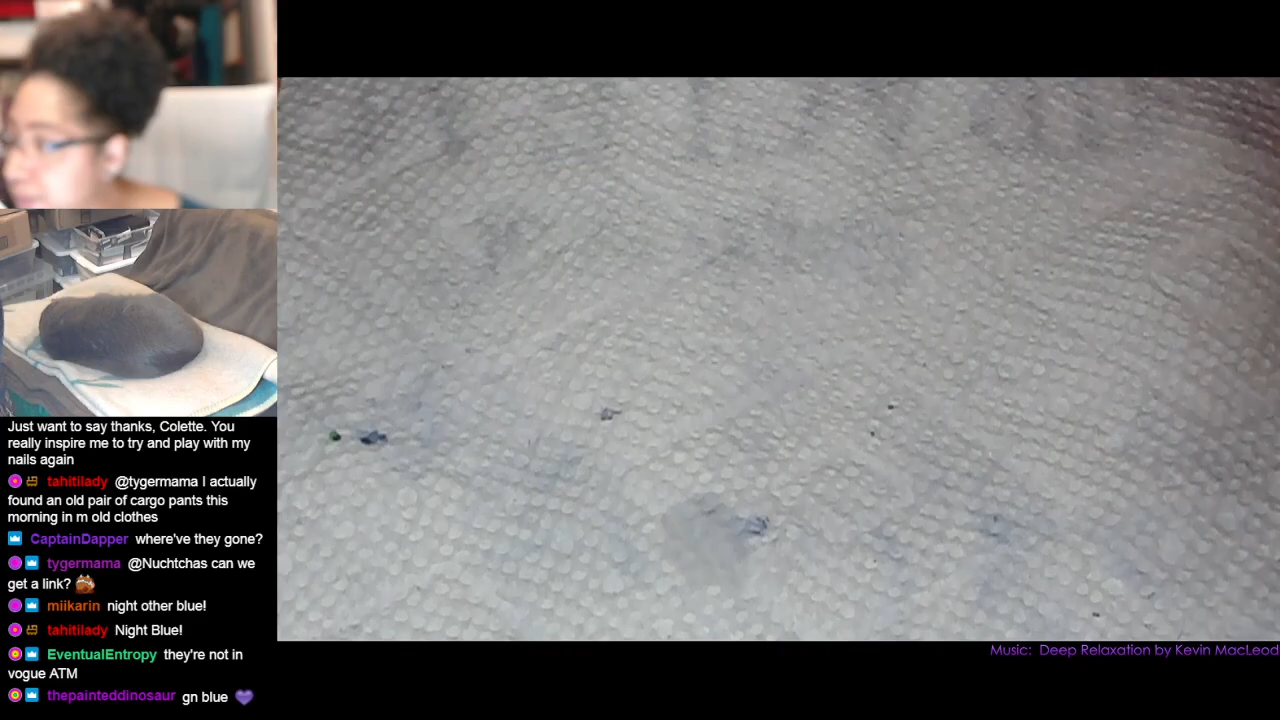 Just want to say thanks, Colette. You
really inspire me to try and play with my
nails again
tahitilady @tygermama I actually
found an old pair of cargo pants this
morning in m old clothes
CaptainDapper where've they gone?
tygermama @Nuchtchas can we
get a link?
miikarin night other blue!
tahitilady Night Blue!
EventualEntropy they're not in
vogue ATM
thepainteddinosaur gn blue
Music: Deep Relaxation by Kevin MacLeod